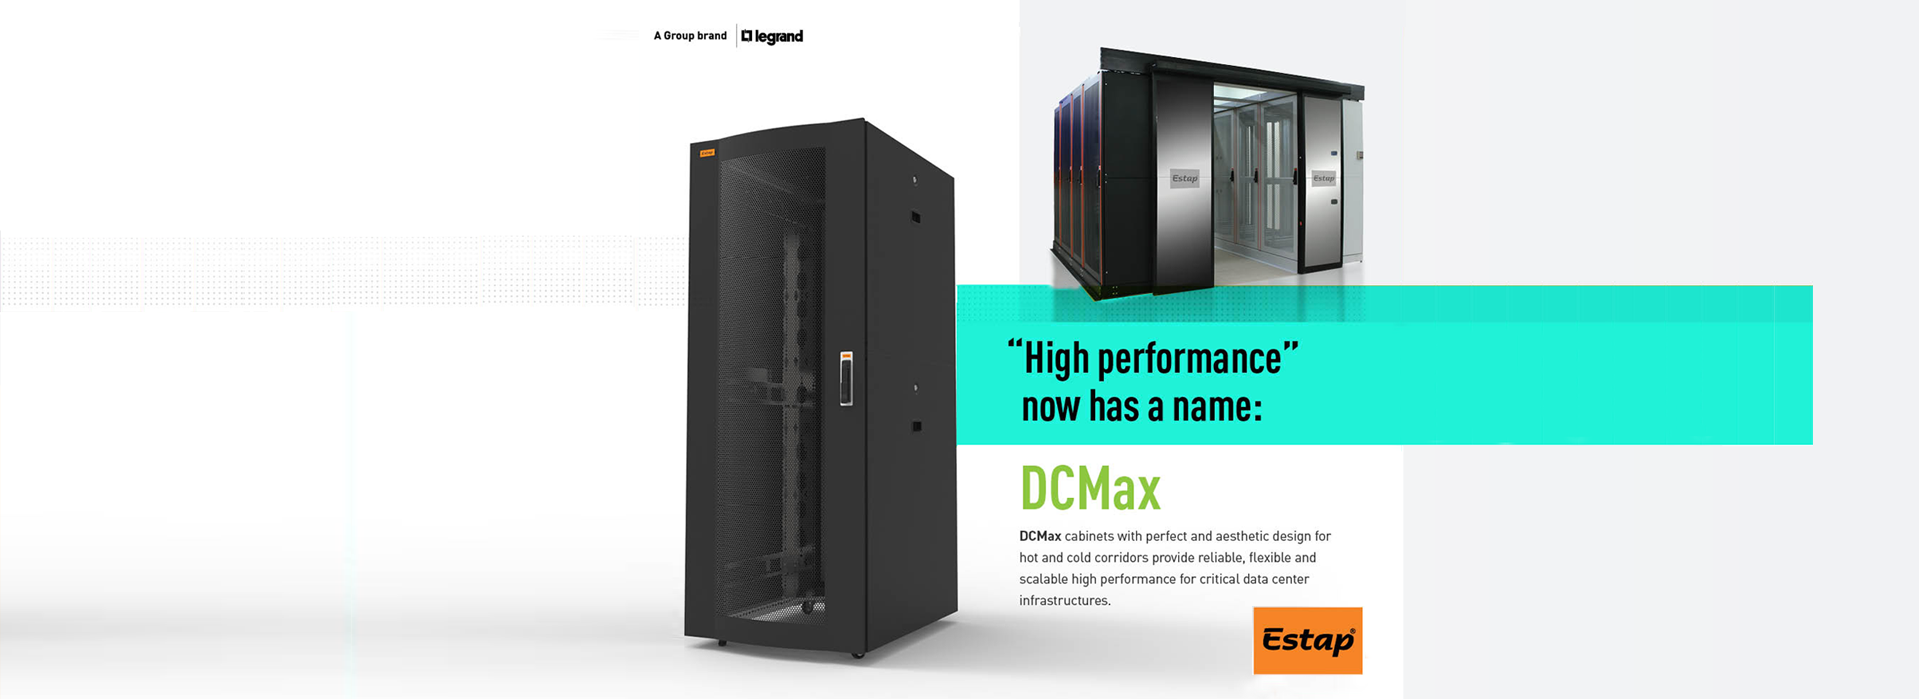 A Group brand
legrand
Estap
Estap
Estap
“High performance”
now has a name:
DCMax
DCMax cabinets with perfect and aesthetic design for
hot and cold corridors provide reliable, flexible and
scalable high performance for critical data center
infrastructures.
Estap®